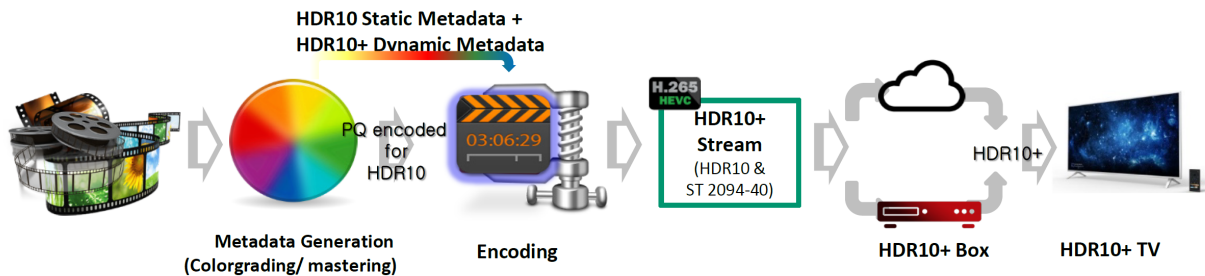 HDR10 Static Metadata +
HDR10+ Dynamic Metadata
PQ encoded
for
HDR10
03:06:29
H.265
HEVC
HDR10+
Stream
(HDR10 &
ST 2094-40)
HDR10+
Metadata Generation
(Colorgrading/ mastering)
Encoding
HDR10+ Box
HDR10+ TV